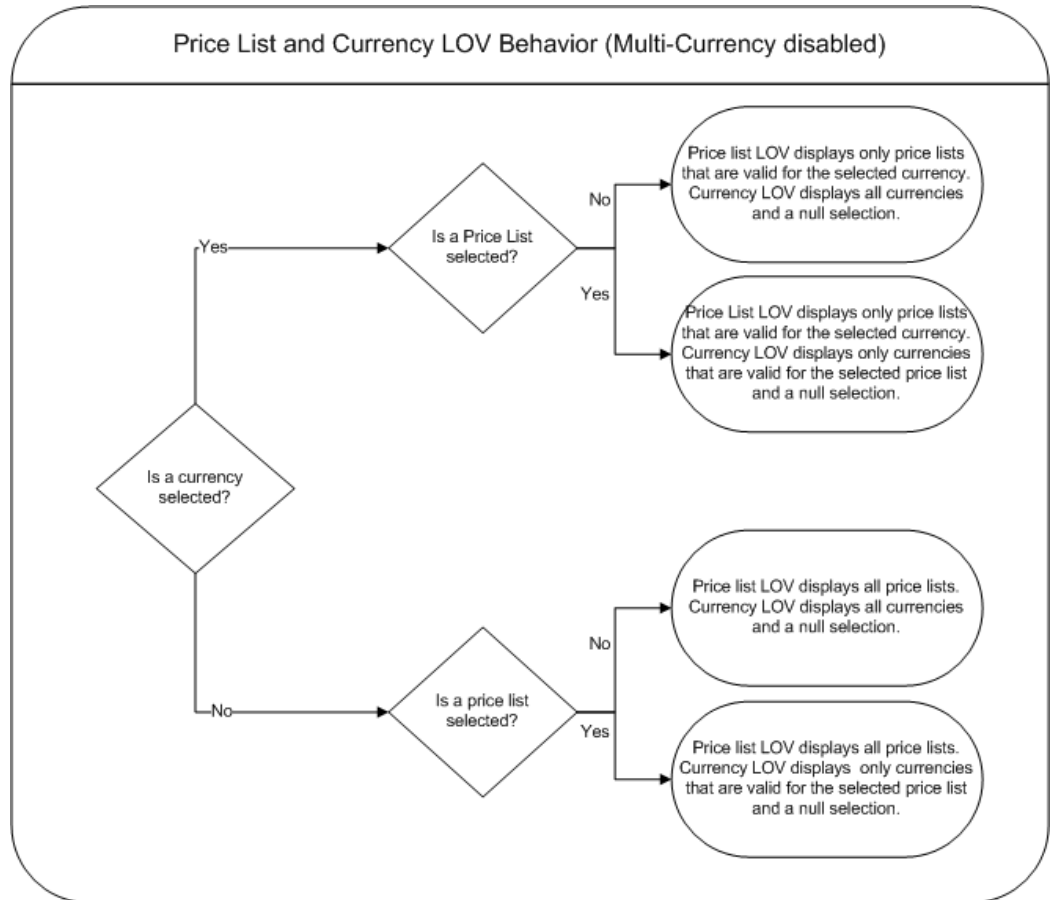 Price List and Currency LOV Behavior (Multi-Currency disabled)
Price list LOV displays only price lists
that are valid for the selected currency.
Currency LOV displays all currencies
and a null selection.
No
Is a Price List
selected?
Yes
Yes
Price List LOV displays only price lists
that are valid for the selected currency.
Currency LOV displays only currencies
that are valid for the selected price list
and a null selection.
Is a currency
selected?
Price list LOV displays all price lists.
Currency LOV displays all currencies
and a null selection.
No
Is a price list
selected?
No
Yes
Price list LOV displays all price lists.
Currency LOV displays only currencies
that are valid for the selected price list
and a null selection.